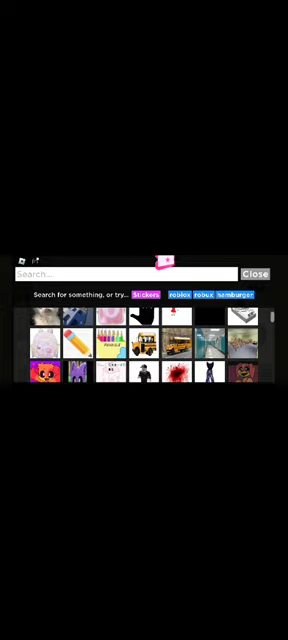 Search...
Close
Search for something, or try... Stickers roblox robux hamburger